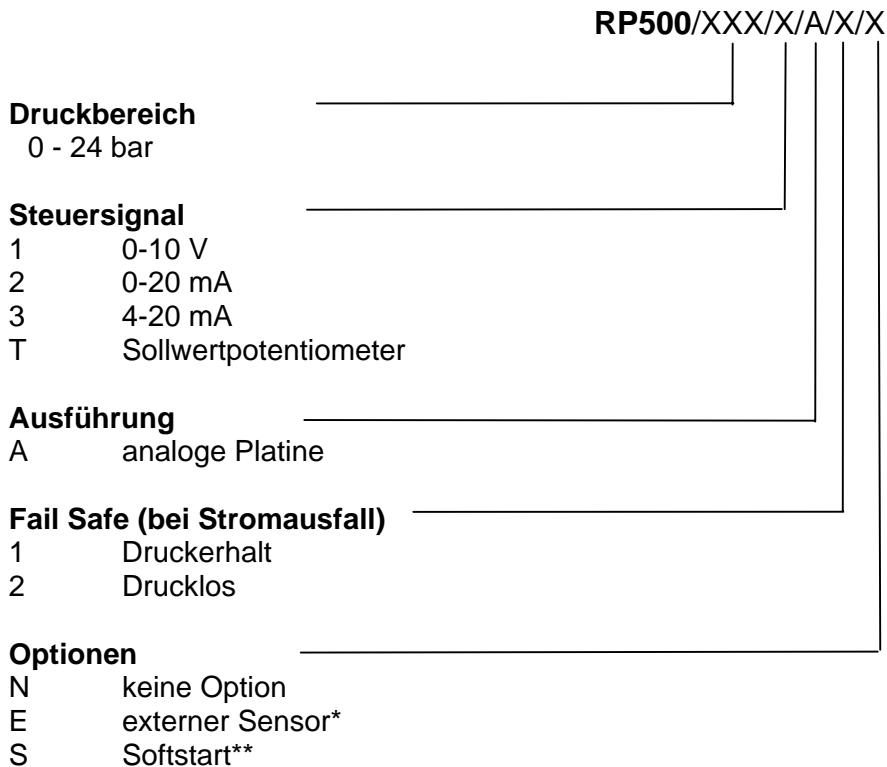 RP500/XXX/X/A/X/X
Druckbereich
0 - 24 bar
Steuersignal
1 0-10 V
2 0-20 mA
3 4-20 mA
T Sollwertpotentiometer
Ausführung
A analoge Platine
Fail Safe (bei Stromausfall)
1 Druckerhalt
2 Drucklos
Optionen
N keine Option
E externer Sensor*
S Softstart**